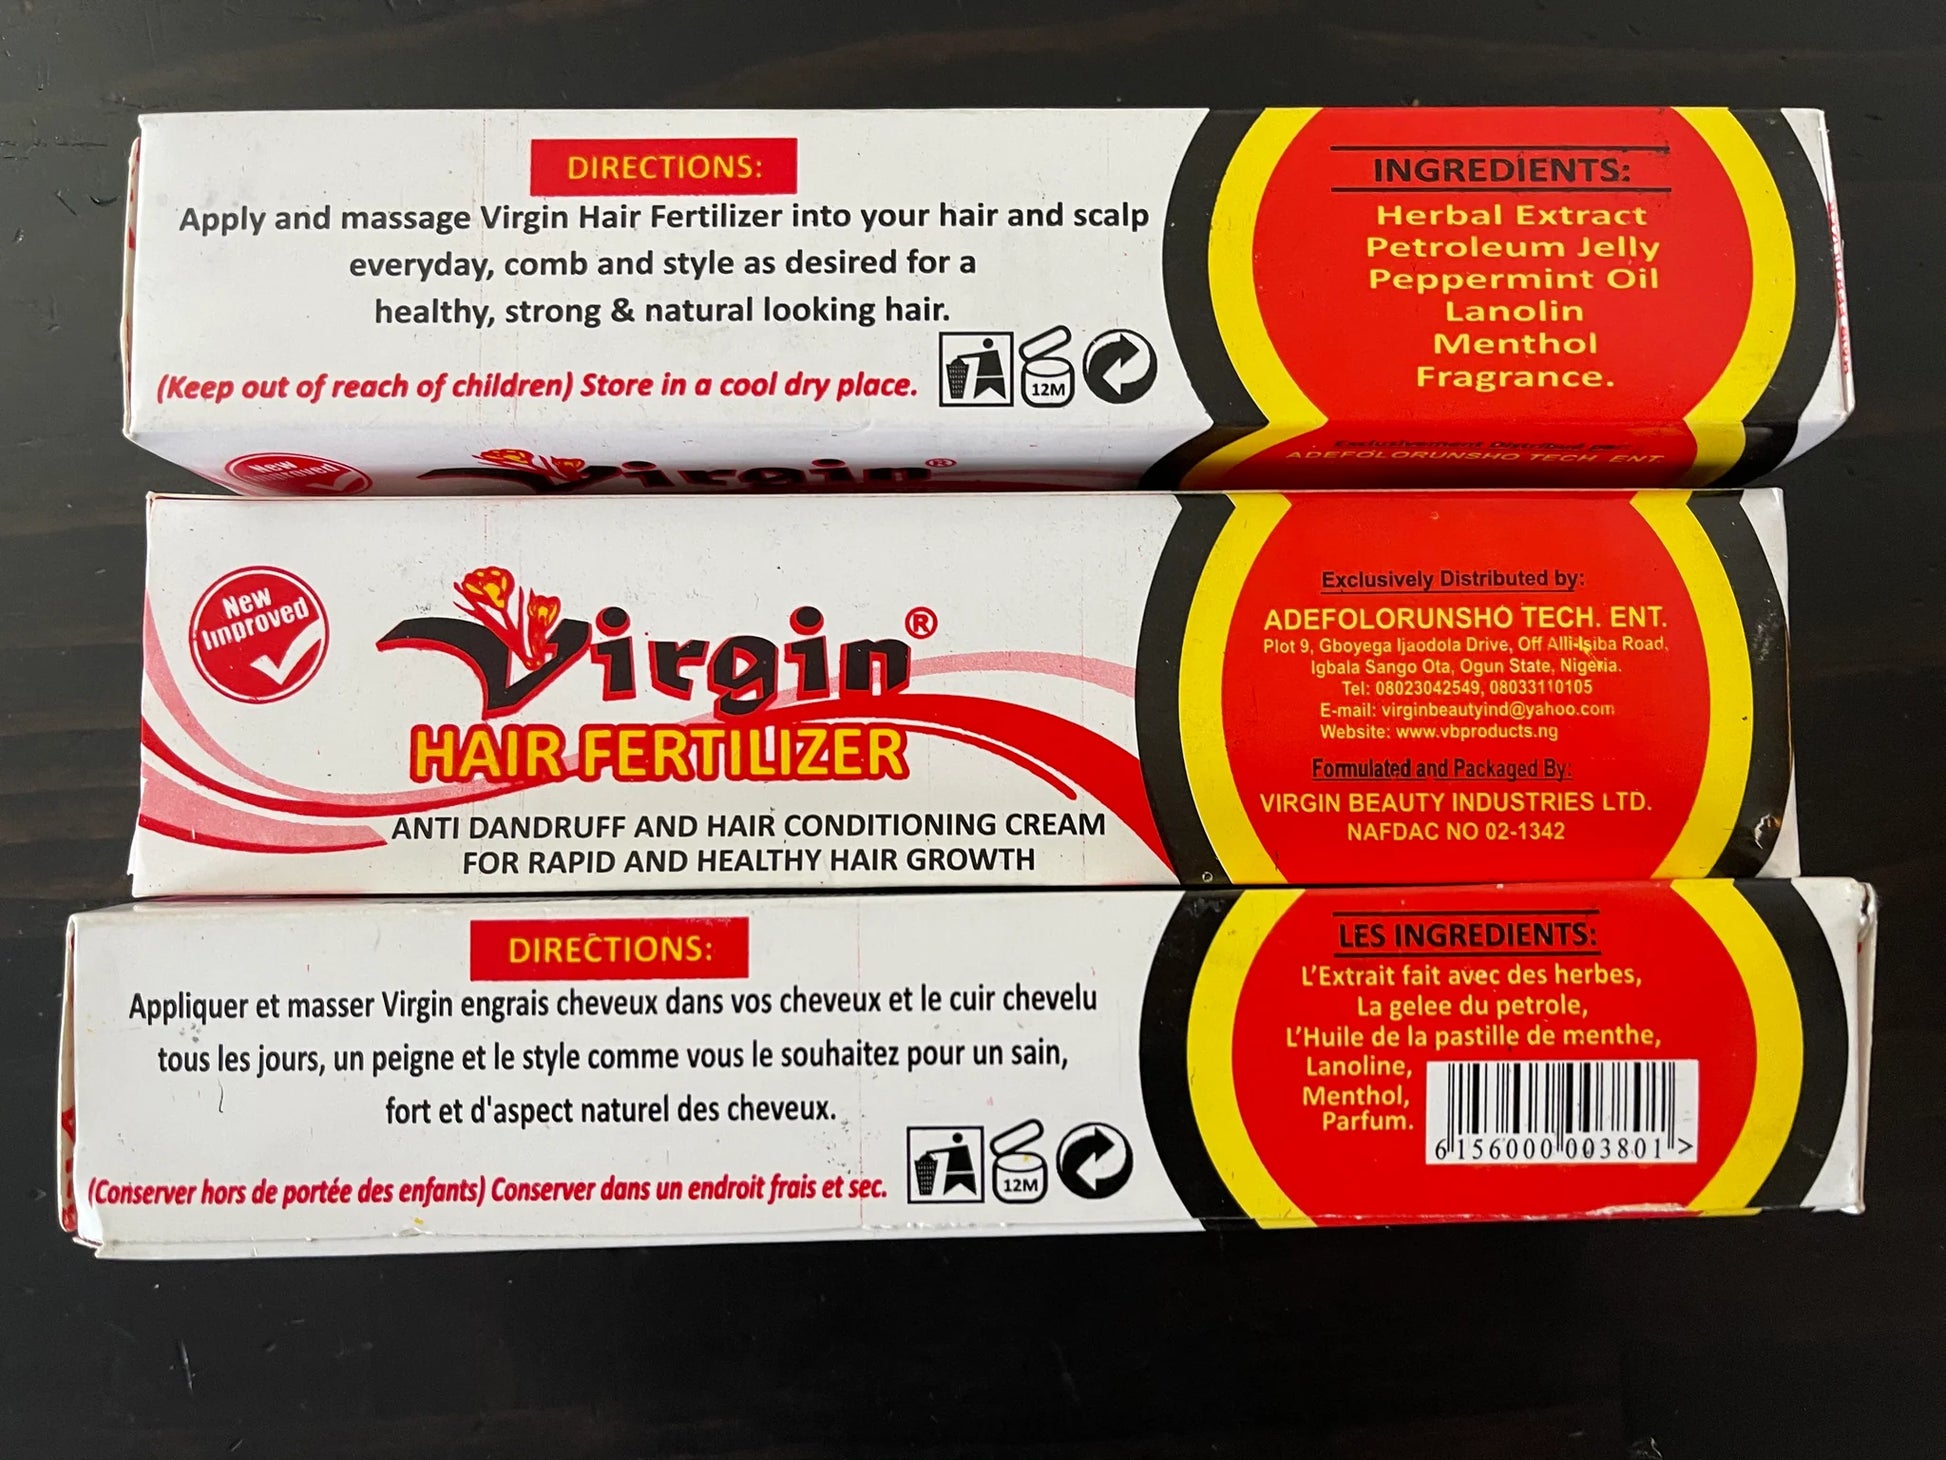 DIRECTIONS:
Apply and massage Virgin Hair Fertilizer into your hair and scalp
everyday, comb and style as desired for a
healthy, strong & natural looking hair.
(Keep out of reach of children) Store in a cool dry place.
12M
INGREDIENTS:
Herbal Extract
Petroleum Jelly
Peppermint Oil
Lanolin
Menthol
Fragrance.
New
Improved
Virgin®
Exclusivement Distribué par:
ADEFOLORUNSHO TECH. ENT.
New
Improved
Virgin®
HAIR FERTILIZER
ANTI DANDRUFF AND HAIR CONDITIONING CREAM
FOR RAPID AND HEALTHY HAIR GROWTH
Exclusively Distributed by:
ADEFOLORUNSHO TECH. ENT.
Plot 9, Gboyega Ijaodola Drive, Off Alli-Isiba Road,
Igbala Sango Ota, Ogun State, Nigeria.
Tel: 08023042549, 08033110105
E-mail: virginbeautyind@yahoo.com
Website: www.vbproducts.ng
Formulated and Packaged By:
VIRGIN BEAUTY INDUSTRIES LTD.
NAFDAC NO 02-1342
DIRECTIONS:
Appliquer et masser Virgin engrais cheveux dans vos cheveux et le cuir chevelu
tous les jours, un peigne et le style comme vous le souhaitez pour un sain,
fort et d'aspect naturel des cheveux.
(Conserver hors de portée des enfants) Conserver dans un endroit frais et sec.
12M
LES INGREDIENTS:
L'Extrait fait avec des herbes,
La gelee du petrole,
L'Huile de la pastille de menthe,
Lanoline,
Menthol,
Parfum.
6 156000 003801 >